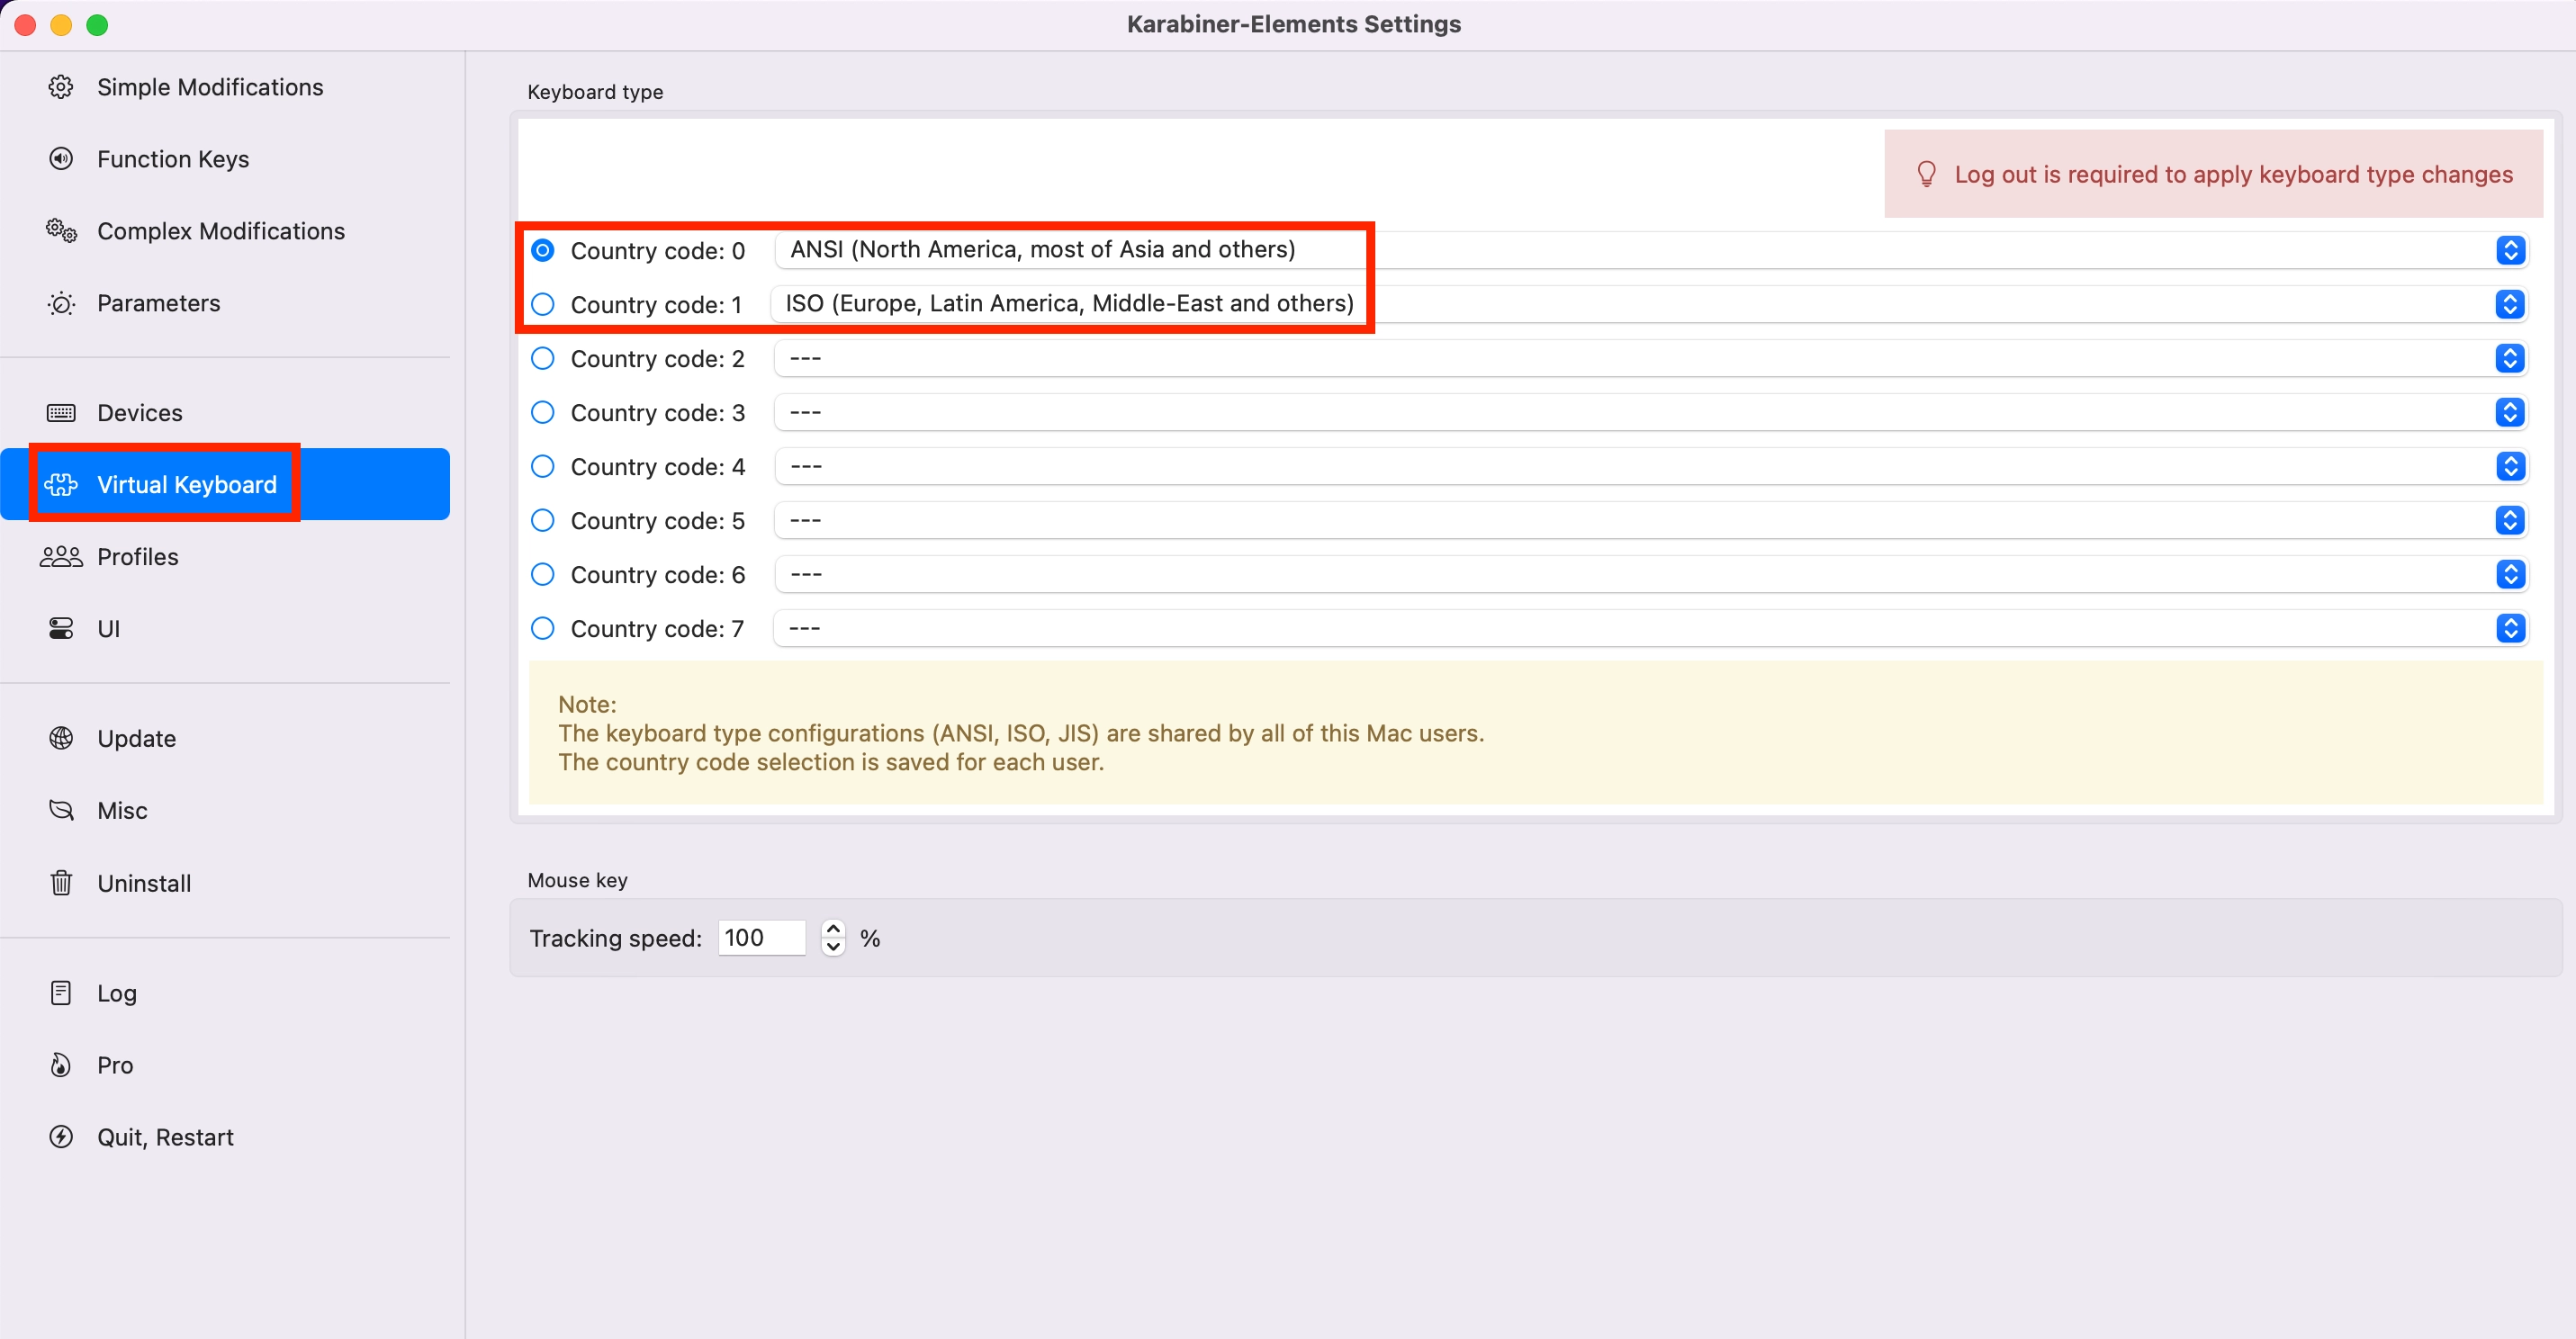 Karabiner-Elements Settings
Simple Modifications
Function Keys
Complex Modifications
Parameters
Devices
Virtual Keyboard
Profiles
UI
Update
Misc
Uninstall
Log
Pro
Quit, Restart
Keyboard type
Log out is required to apply keyboard type changes
Country code: 0 ANSI (North America, most of Asia and others)
Country code: 1 ISO (Europe, Latin America, Middle-East and others)
Country code: 2 ---
Country code: 3 ---
Country code: 4 ---
Country code: 5 ---
Country code: 6 ---
Country code: 7 ---
Note:
The keyboard type configurations (ANSI, ISO, JIS) are shared by all of this Mac users.
The country code selection is saved for each user.
Mouse key
Tracking speed: 100 %